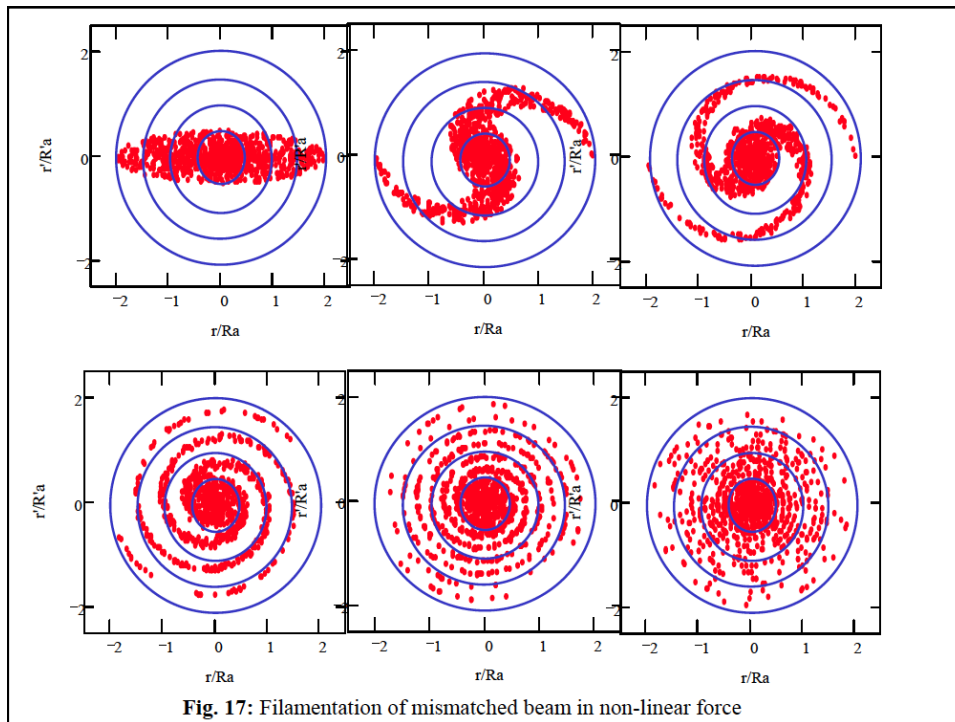 2 2 2
r'/R'a r'/R'a r'/R'a
0 0 0
−2 −2 −2
−2 −1 0 1 2 −2 −1 0 1 2 −2 −1 0 1 2
r/Ra r/Ra r/Ra
2 2 2
r'/R'a r'/R'a r'/R'a
0 0 0
−2 −2 −2
−2 −1 0 1 2 −2 −1 0 1 2 −2 −1 0 1 2
r/Ra r/Ra r/Ra
Fig. 17: Filamentation of mismatched beam in non-linear force